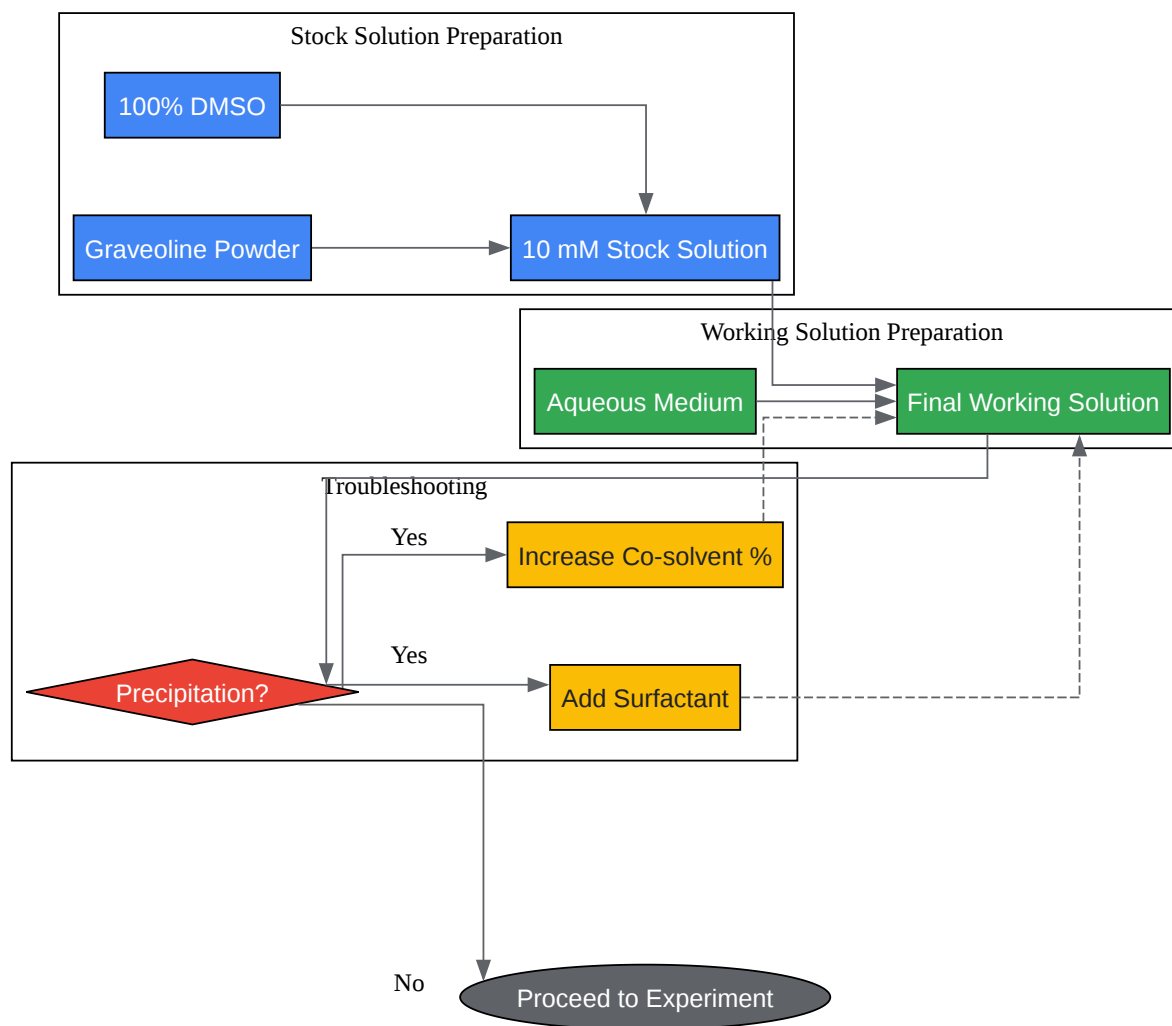 Stock Solution Preparation
100% DMSO
Graveoline Powder
10 mM Stock Solution
Working Solution Preparation
Aqueous Medium
Final Working Solution
Troubleshooting
Yes
Increase Co-solvent %
Yes
Precipitation?
Add Surfactant
No
Proceed to Experiment